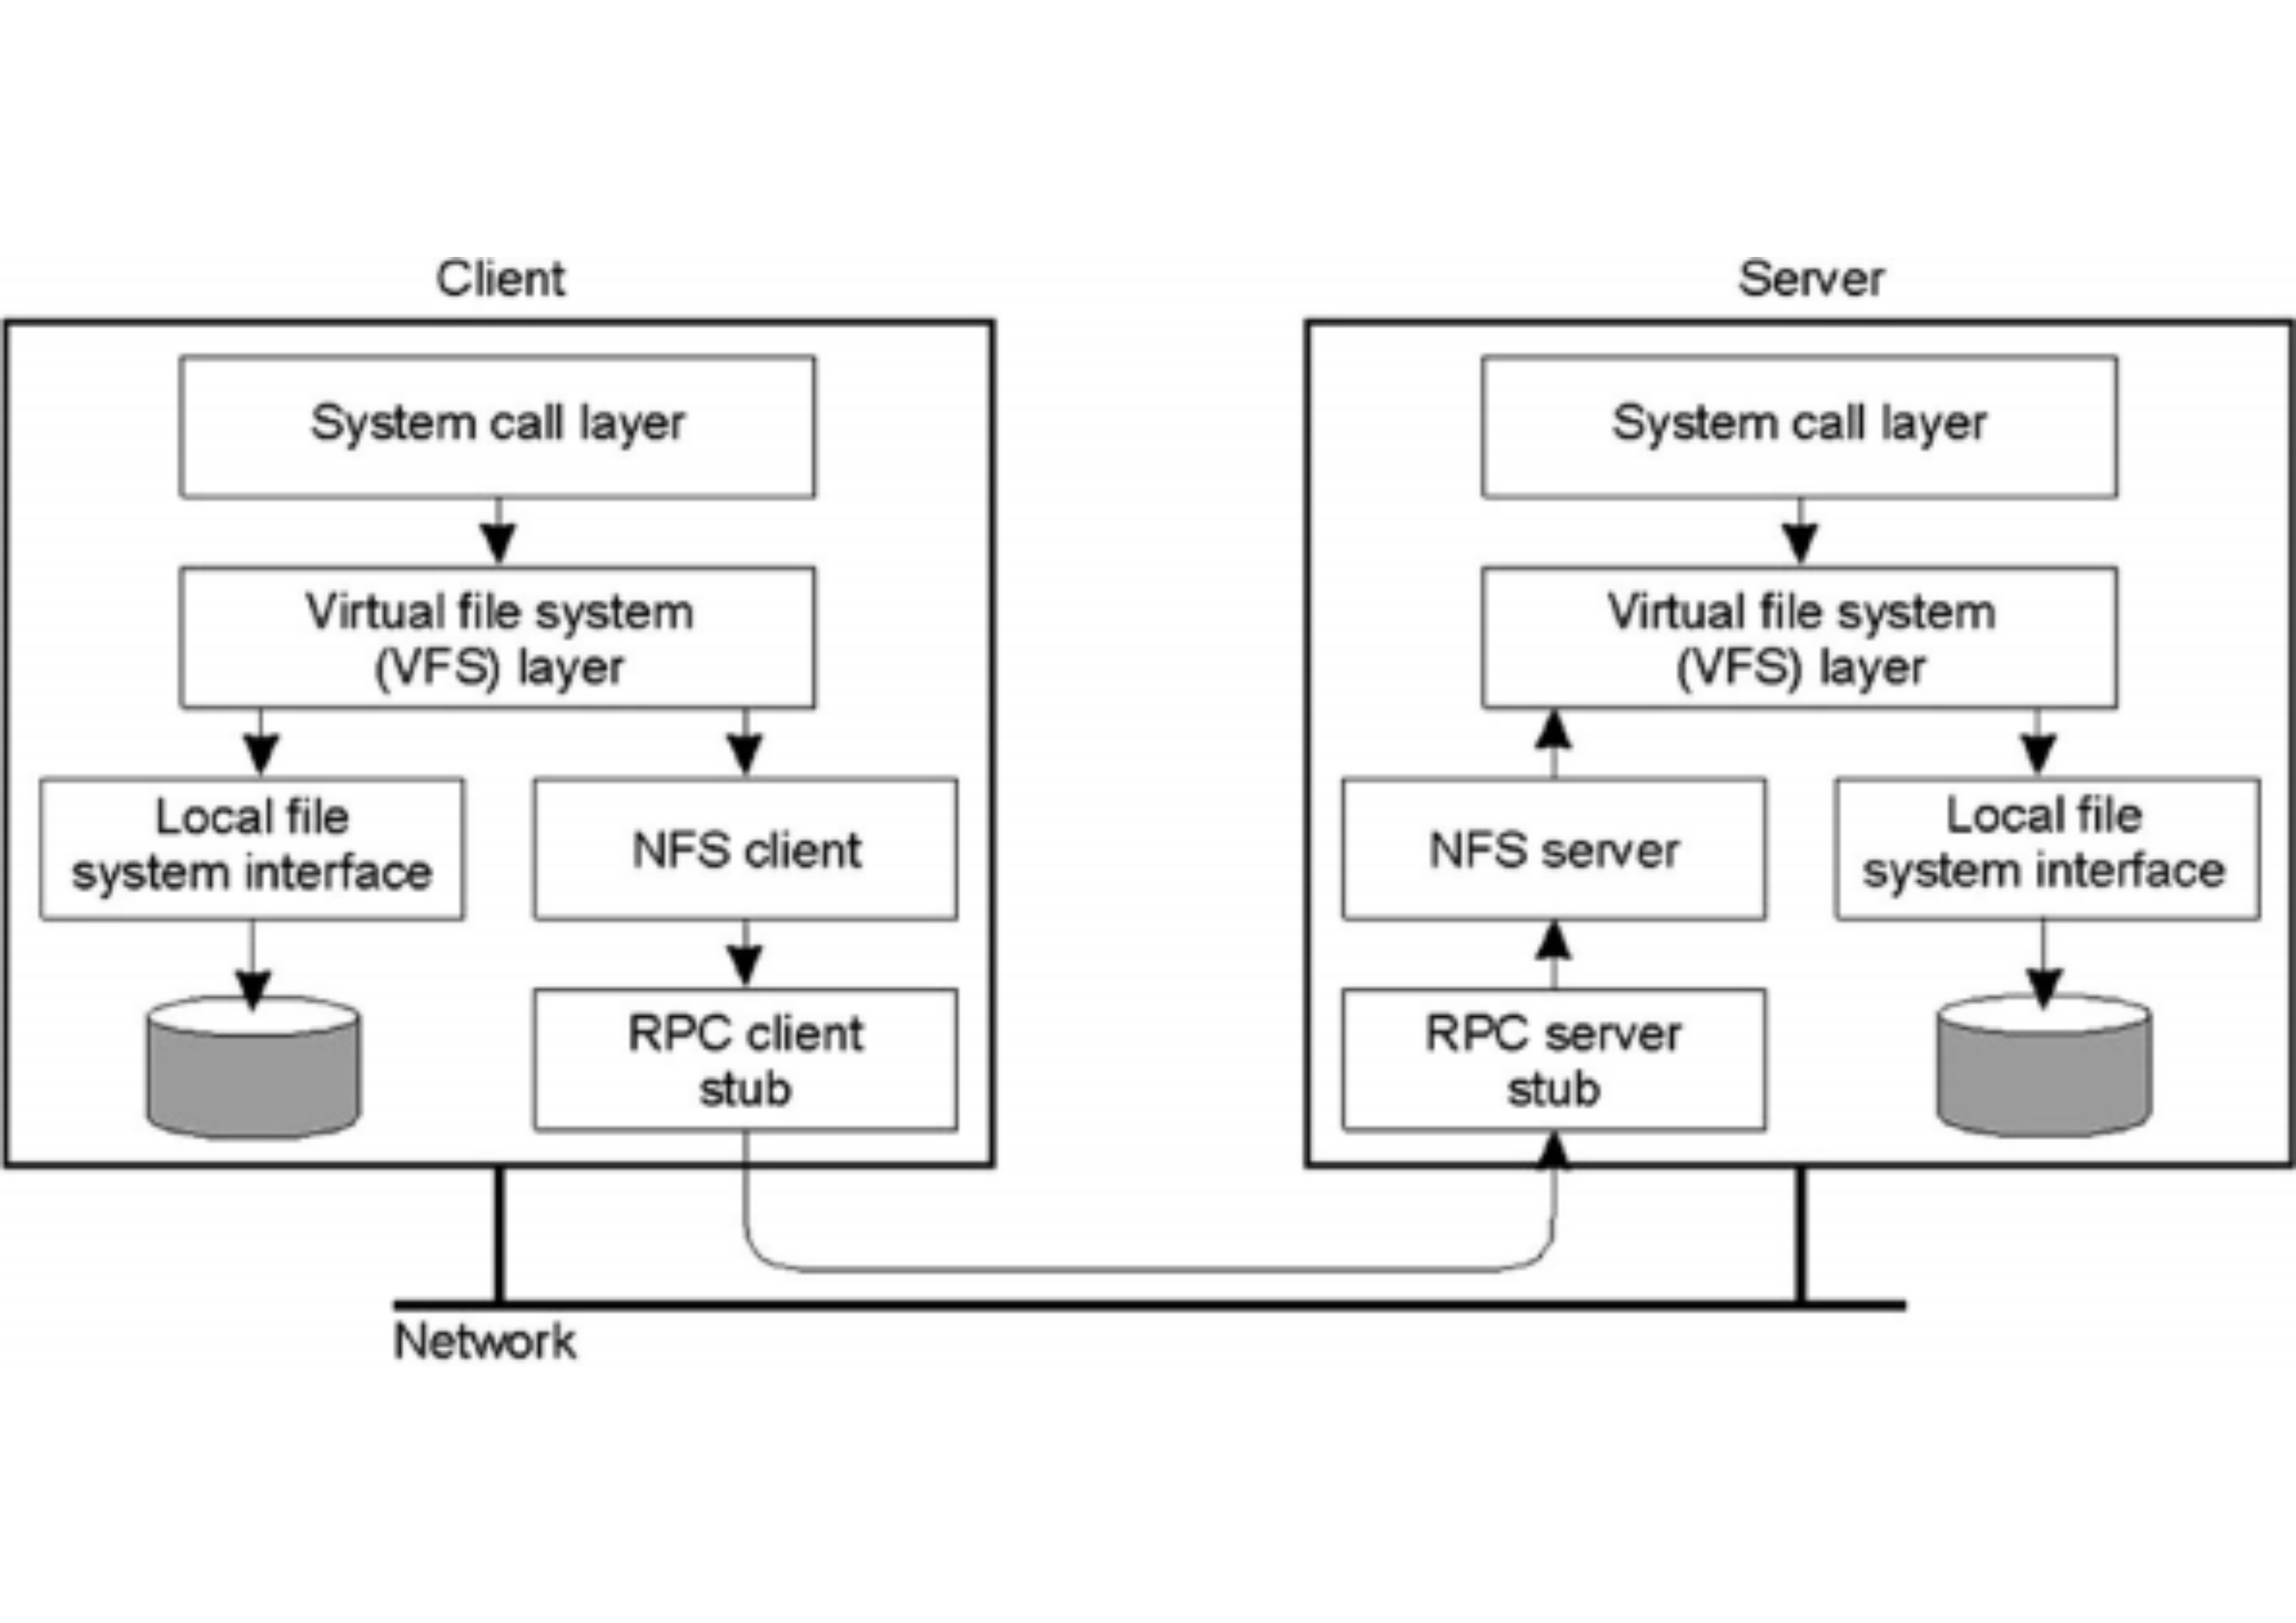 Client
System call layer
Virtual file system
(VFS) layer
Local file
system interface
NFS client
RPC client
stub
Server
System call layer
Virtual file system
(VFS) layer
NFS server
Local file
system interface
RPC server
stub
Network